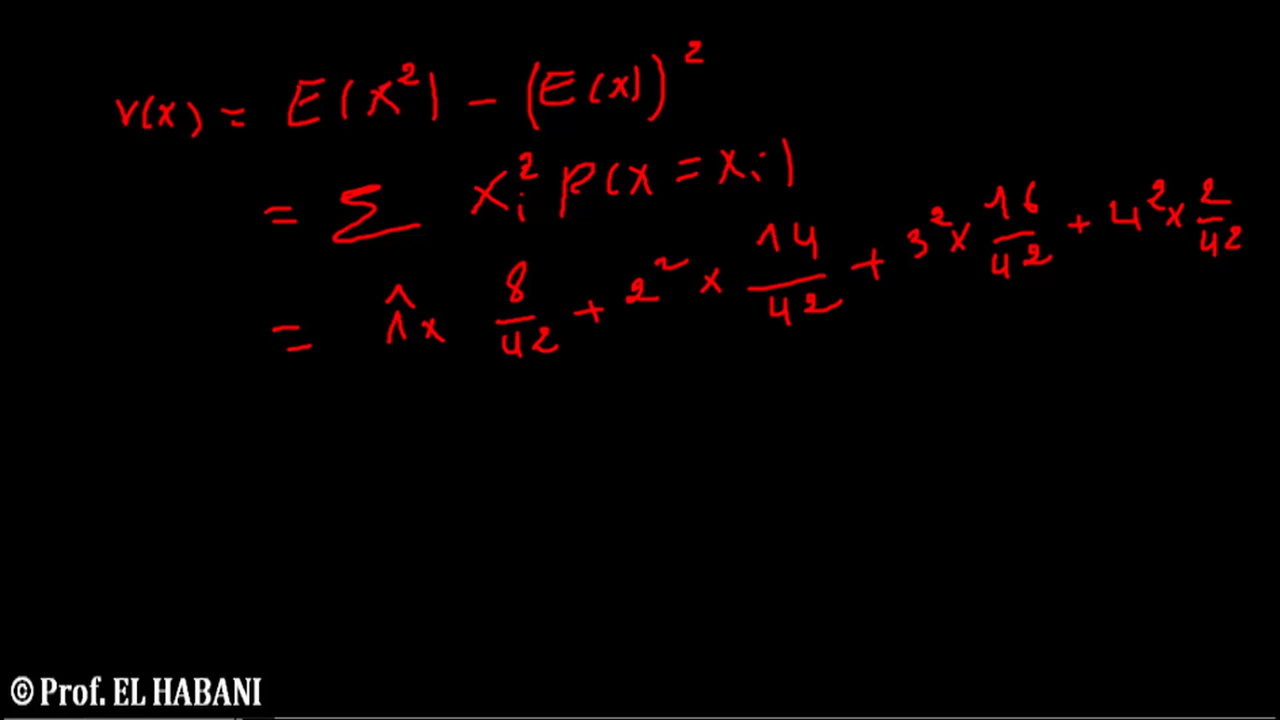 V(x) = E(X²) - (E(x))²
= Σ Xᵢ² P(X = xᵢ)
= 1^ x 8/42 + 2² x 14/42 + 3² x 16/42 + 4² x 2/42
© Prof. EL HABANI